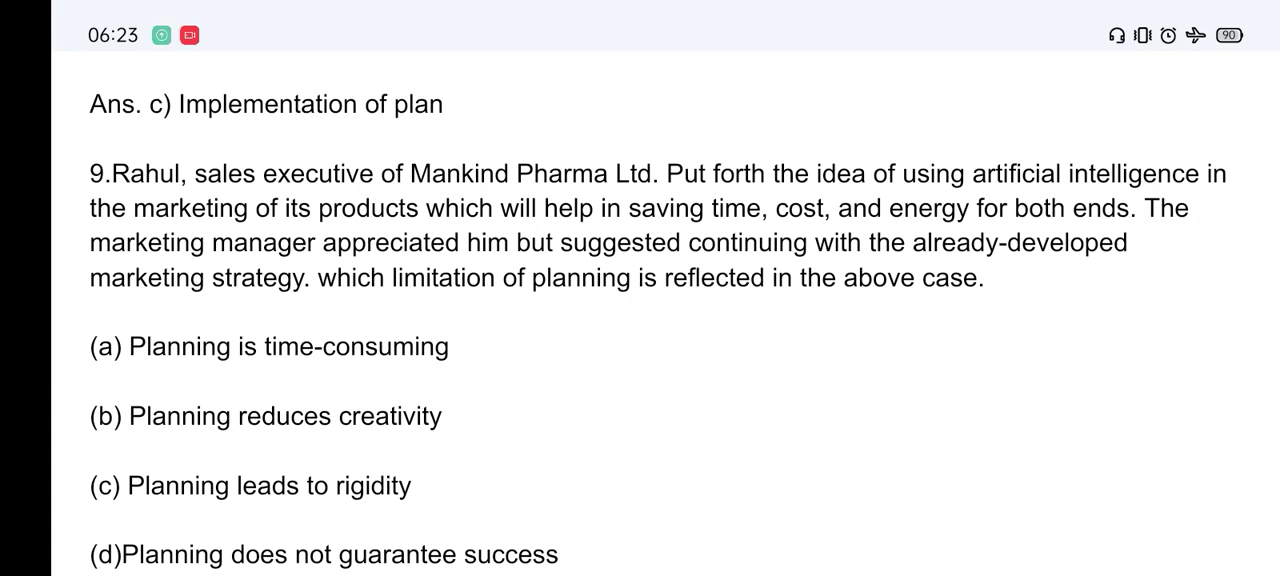 06:23
90
Ans. c) Implementation of plan
9.Rahul, sales executive of Mankind Pharma Ltd. Put forth the idea of using artificial intelligence in
the marketing of its products which will help in saving time, cost, and energy for both ends. The
marketing manager appreciated him but suggested continuing with the already-developed
marketing strategy. which limitation of planning is reflected in the above case.
(a) Planning is time-consuming
(b) Planning reduces creativity
(c) Planning leads to rigidity
(d)Planning does not guarantee success